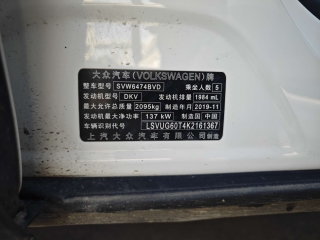 大众汽车(VOLKSWAGEN)牌
整车型号 SVW6474BVD 乘坐人数 5
发动机型号 DKV 发动机排量 1984 mL
最大允许总质量 2095kg 制造年月 2019-11
发动机最大净功率 137 kW 制造国 中国
车辆识别代号 LSVUG60T4K2161367
上汽大众汽车有限公司制造